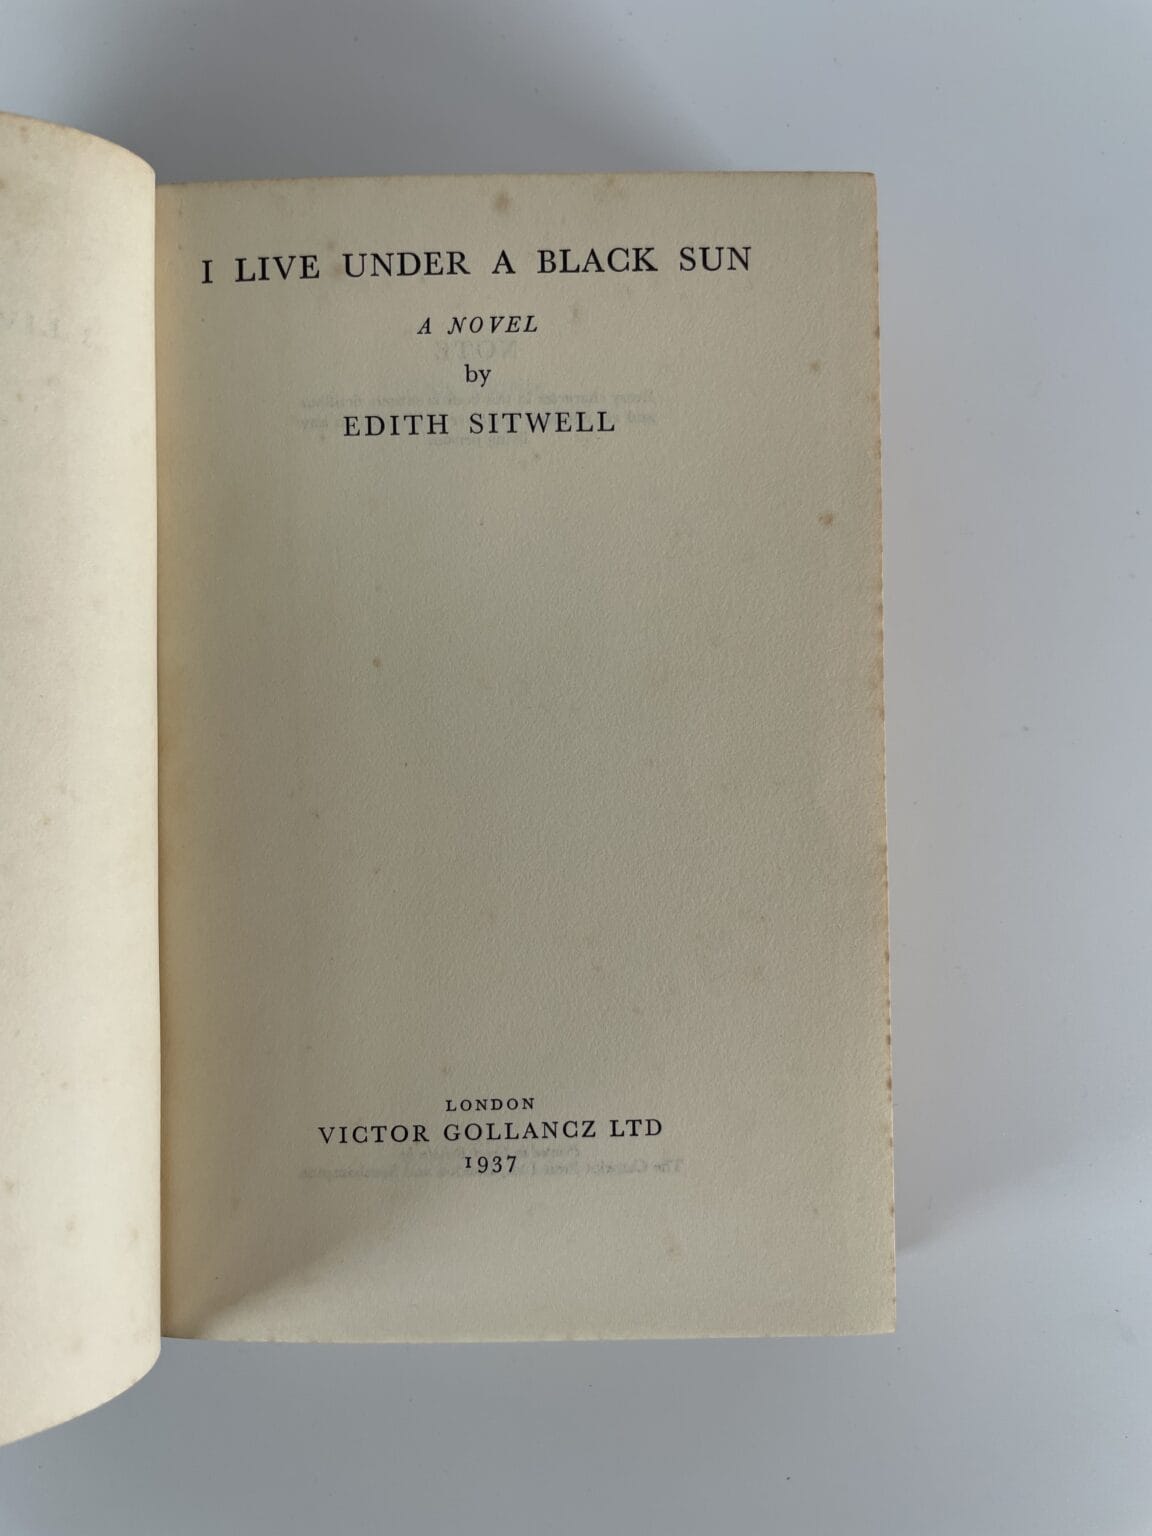 I LIVE UNDER A BLACK SUN
A NOVEL
by
EDITH SITWELL
LONDON
VICTOR GOLLANCZ LTD
1937